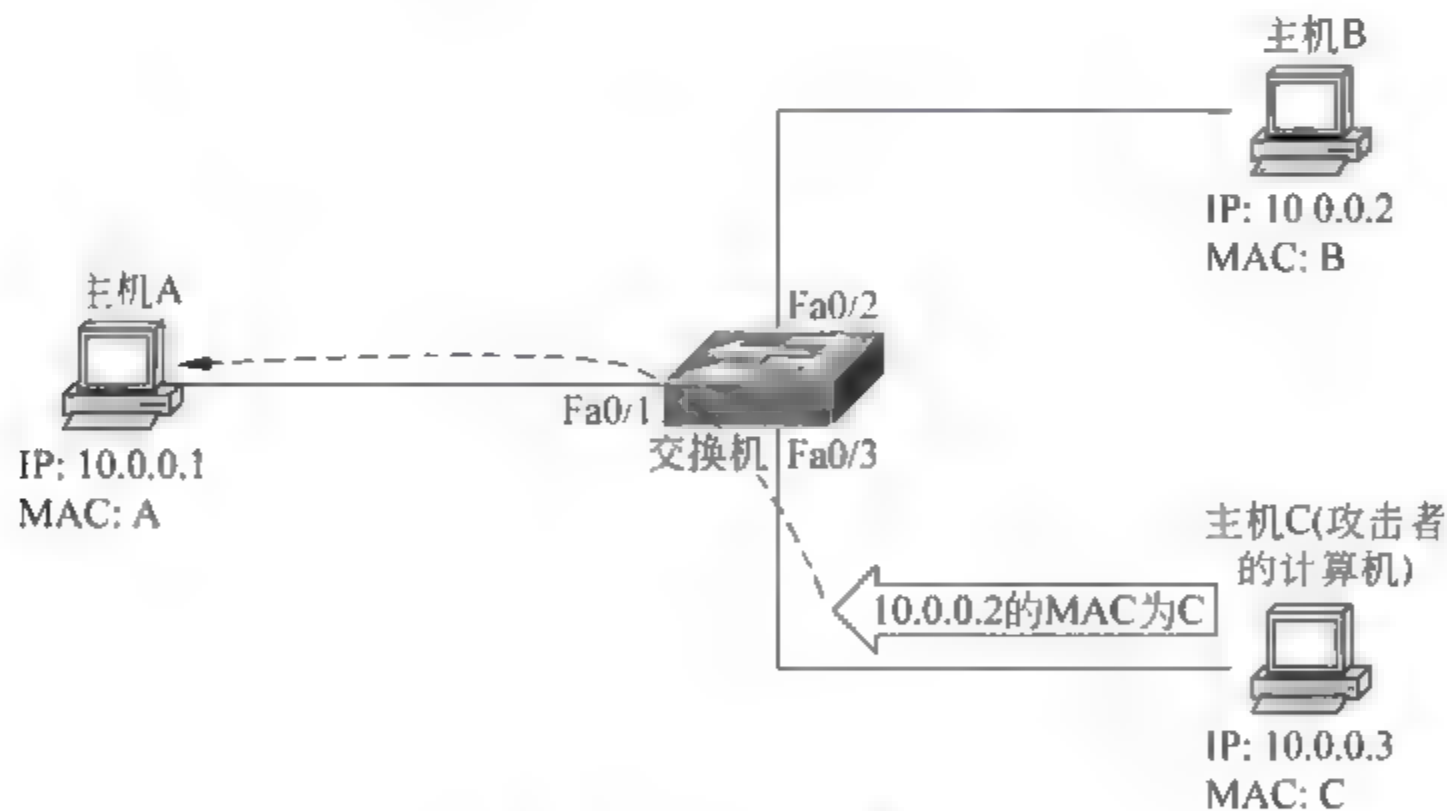 主机B
IP: 10 0.0.2
MAC: B
主机A
IP: 10.0.0.1
MAC: A
Fa0/2
Fa0/1
交换机
Fa0/3
主机C(攻击者
的计算机)
10.0.0.2的MAC为C
IP: 10.0.0.3
MAC: C